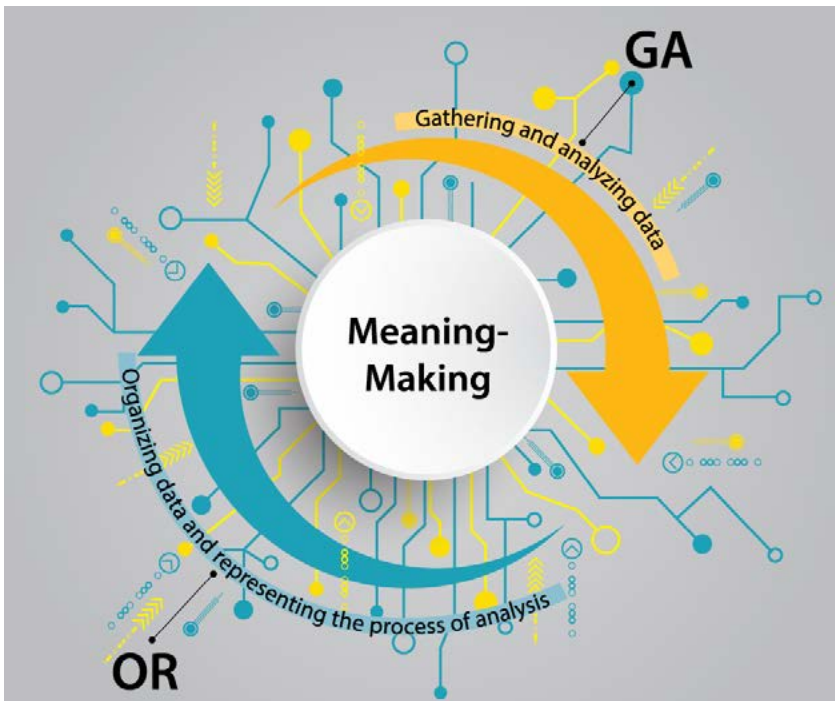 GA
Gathering and analyzing data
Meaning-
Making
Organizing data and representing the process of analysis
OR